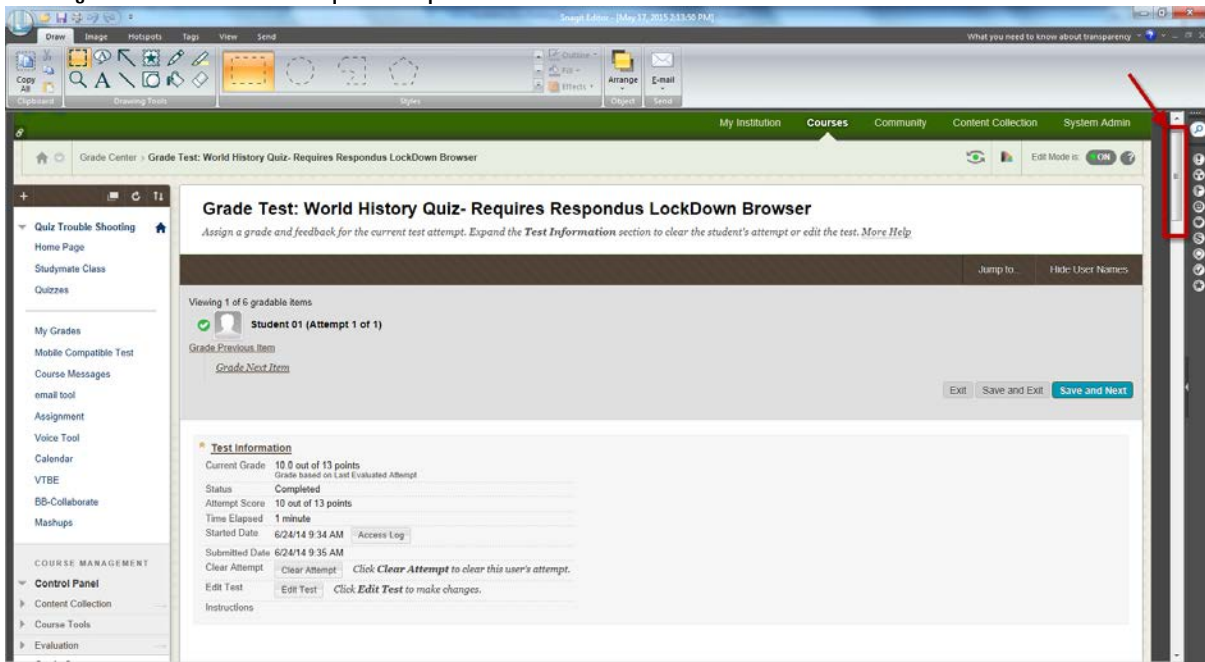 Snagit Editor - [May 17, 2015 2:13:50 PM]
Draw Image Hotspots Tags View Send
What you need to know about transparency
Copy All
Outline
Fill
Effects
Arrange
E-mail
Clipboard
Drawing Tools
Styles
Object
Send
My Institution Courses Community Content Collection System Admin
Grade Center > Grade Test: World History Quiz- Requires Respondus LockDown Browser
Edit Mode is: ON ?
Quiz Trouble Shooting
Home Page
Studymate Class
Quizzes
My Grades
Mobile Compatible Test
Course Messages
email tool
Assignment
Voice Tool
Calendar
VTBE
BB-Collaborate
Mashups
COURSE MANAGEMENT
Control Panel
Content Collection
Course Tools
Evaluation
Grade Test: World History Quiz- Requires Respondus LockDown Browser
Assign a grade and feedback for the current test attempt. Expand the Test Information section to clear the student's attempt or edit the test. More Help
Jump to... Hide User Names
Viewing 1 of 6 gradable items
Student 01 (Attempt 1 of 1)
Grade Previous Item
Grade Next Item
Exit Save and Exit Save and Next
Test Information
Current Grade 10.0 out of 13 points
Grade based on Last Evaluated Attempt
Status Completed
Attempt Score 10 out of 13 points
Time Elapsed 1 minute
Started Date 6/24/14 9:34 AM Access Log
Submitted Date 6/24/14 9:35 AM
Clear Attempt Clear Attempt Click Clear Attempt to clear this user's attempt.
Edit Test Edit Test Click Edit Test to make changes.
Instructions